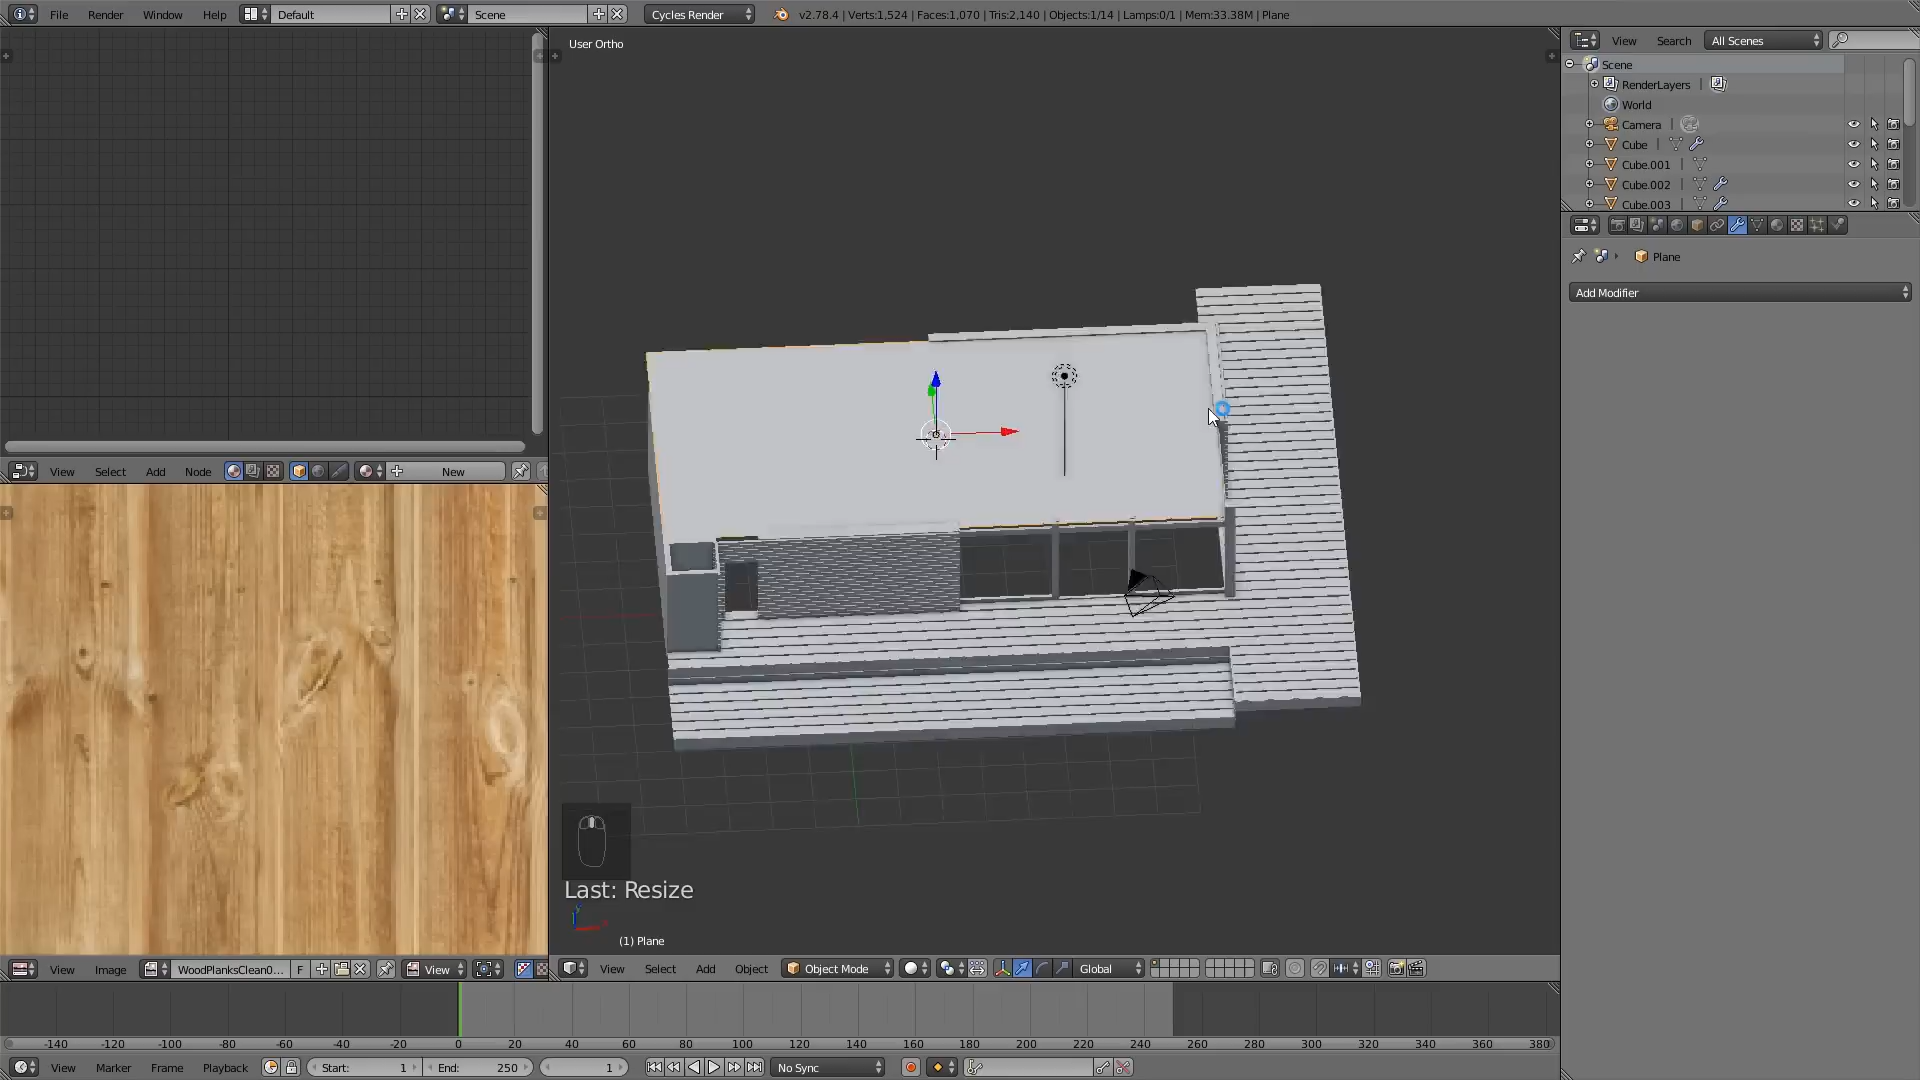 File Render Window Help Default Scene Cycles Render v2.78.4 | Verts:1,524 | Faces:1,070 | Tris:2,140 | Objects:1/14 | Lamps:0/1 | Mem:33.38M | Plane
User Ortho
View Search All Scenes
Scene
RenderLayers |
World
Camera |
Cube |
Cube.001 |
Cube.002 |
Cube.003 |
Plane
Add Modifier
View Select Add Node New
Last: Resize
(1) Plane
View Image WoodPlanksClean0... F View
View Select Add Object Object Mode Global
-140 -120 -100 -80 -60 -40 -20 0 20 40 60 80 100 120 140 160 180 200 220 240 260 280 300 320 340 360 380
View Marker Frame Playback Start: 1 End: 250 1 No Sync